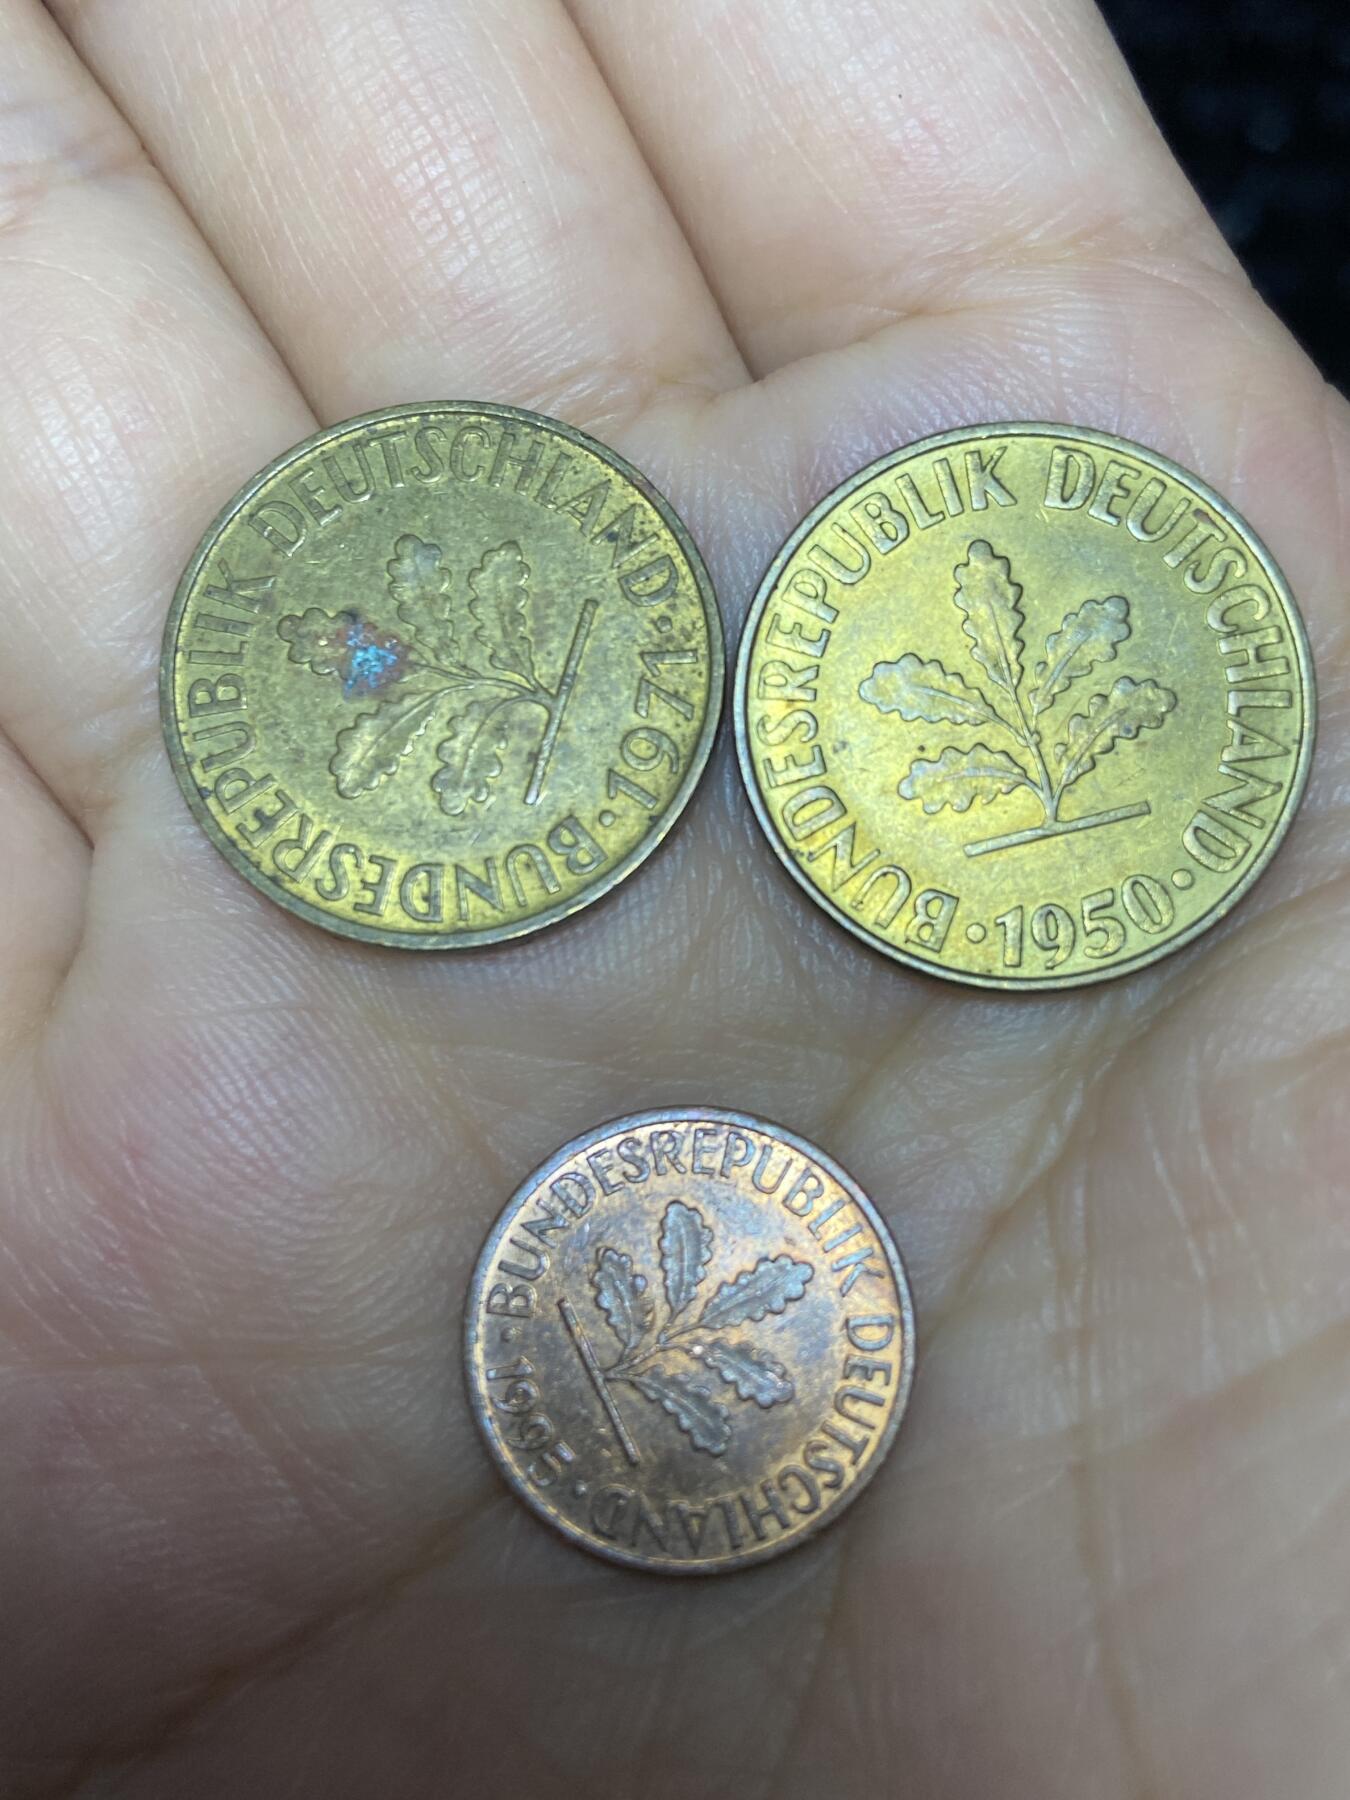 BUNDESREPUBLIK DEUTSCHLAND · 1971 ·
BUNDESREPUBLIK DEUTSCHLAND · 1950 ·
BUNDESREPUBLIK DEUTSCHLAND · 1995 ·